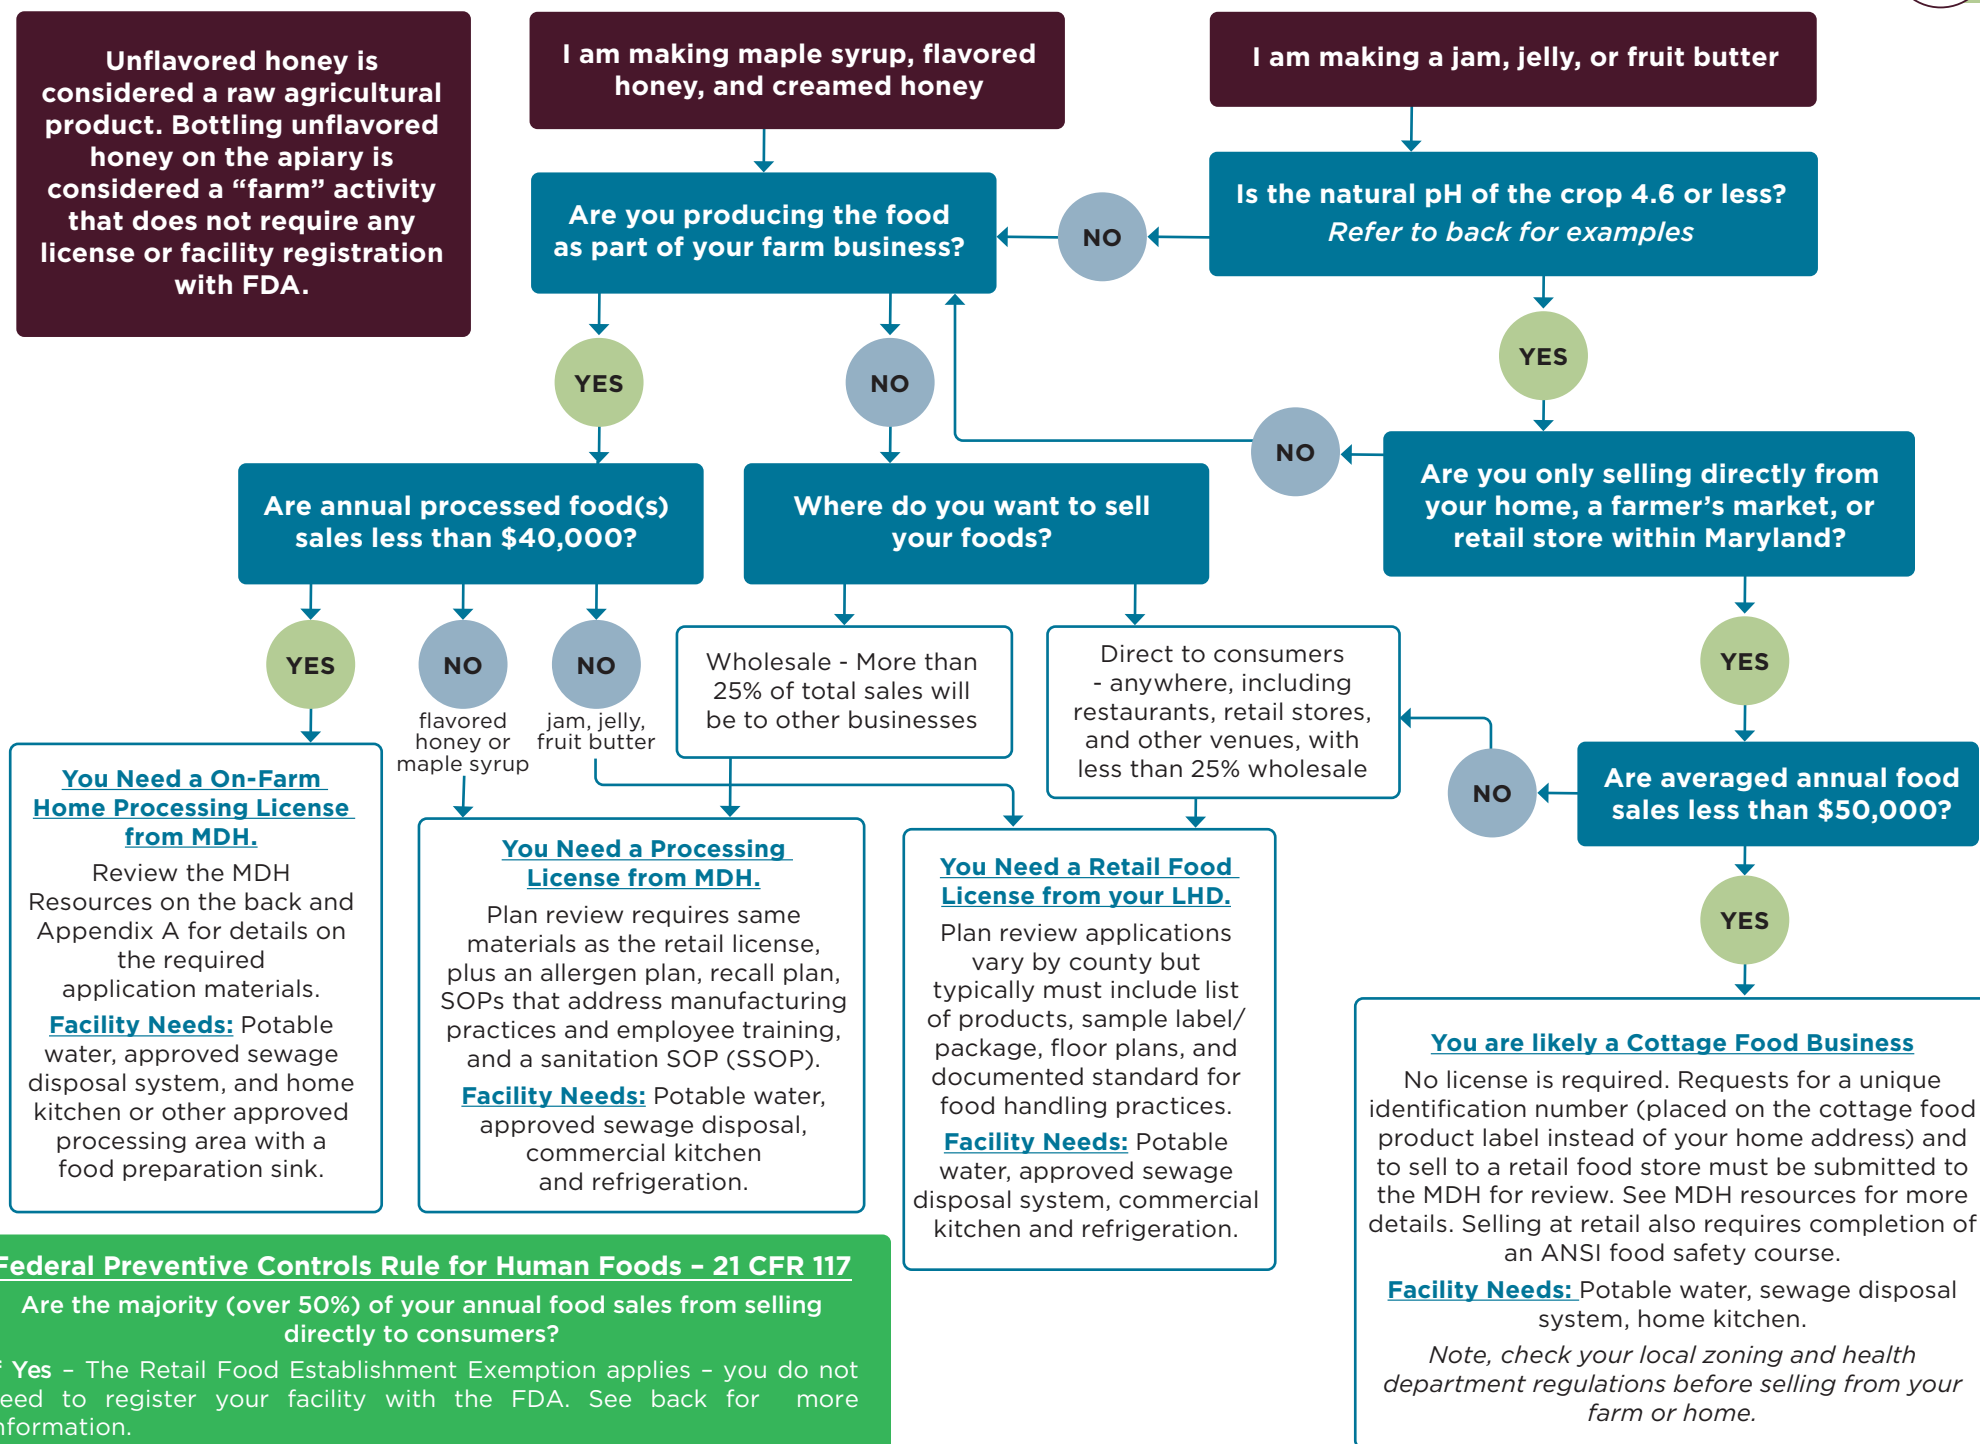 Unflavored honey is
considered a raw agricultural
product. Bottling unflavored
honey on the apiary is
considered a “farm” activity
that does not require any
license or facility registration
with FDA.
I am making maple syrup, flavored
honey, and creamed honey
I am making a jam, jelly, or fruit butter
Are you producing the food
as part of your farm business?
NO
Is the natural pH of the crop 4.6 or less?
Refer to back for examples
YES
NO
YES
NO
Are you only selling directly from
your home, a farmer’s market, or
retail store within Maryland?
Are annual processed food(s)
sales less than $40,000?
Where do you want to sell
your foods?
YES
NO
flavored
honey or
maple syrup
NO
jam, jelly,
fruit butter
Wholesale - More than
25% of total sales will
be to other businesses
Direct to consumers
- anywhere, including
restaurants, retail stores,
and other venues, with
less than 25% wholesale
YES
NO
Are averaged annual food
sales less than $50,000?
YES
You Need a On-Farm
Home Processing License
from MDH.
Review the MDH
Resources on the back and
Appendix A for details on
the required
application materials.
Facility Needs: Potable
water, approved sewage
disposal system, and home
kitchen or other approved
processing area with a
food preparation sink.
You Need a Processing
License from MDH.
Plan review requires same
materials as the retail license,
plus an allergen plan, recall plan,
SOPs that address manufacturing
practices and employee training,
and a sanitation SOP (SSOP).
Facility Needs: Potable water,
approved sewage disposal,
commercial kitchen
and refrigeration.
You Need a Retail Food
License from your LHD.
Plan review applications
vary by county but
typically must include list
of products, sample label/
package, floor plans, and
documented standard for
food handling practices.
Facility Needs: Potable
water, approved sewage
disposal system, commercial
kitchen and refrigeration.
You are likely a Cottage Food Business
No license is required. Requests for a unique
identification number (placed on the cottage food
product label instead of your home address) and
to sell to a retail food store must be submitted to
the MDH for review. See MDH resources for more
details. Selling at retail also requires completion of
an ANSI food safety course.
Facility Needs: Potable water, sewage disposal
system, home kitchen.
Note, check your local zoning and health
department regulations before selling from your
farm or home.
Federal Preventive Controls Rule for Human Foods – 21 CFR 117
Are the majority (over 50%) of your annual food sales from selling
directly to consumers?
Yes – The Retail Food Establishment Exemption applies – you do not
eed to register your facility with the FDA. See back for more
nformation.